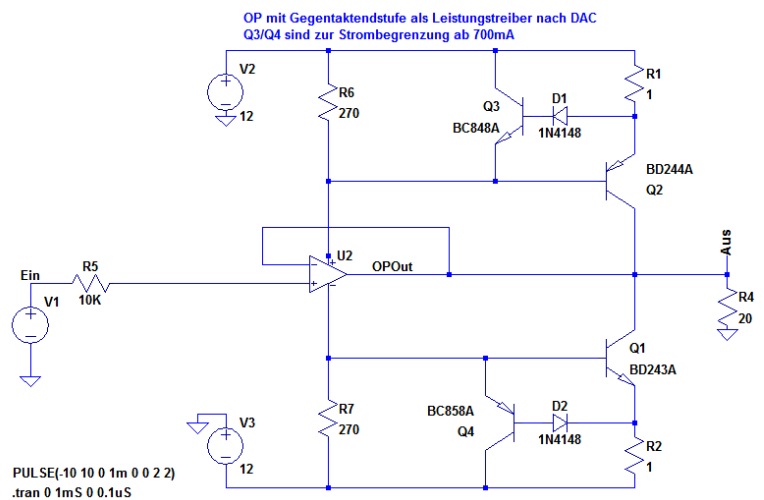 OP mit Gegentaktendstufe als Leistungstreiber nach DAC
Q3/Q4 sind zur Strombegrenzung ab 700mA
V2
12
R6
270
Q3
BC848A
D1
1N4148
R1
1
BD244A
Q2
U2
OPOut
Aus
Ein
R5
10K
V1
R4
20
Q1
BD243A
R7
270
BC858A
Q4
D2
1N4148
R2
1
V3
12
PULSE(-10 10 0 1m 0 0 2 2)
.tran 0 1mS 0 0.1uS